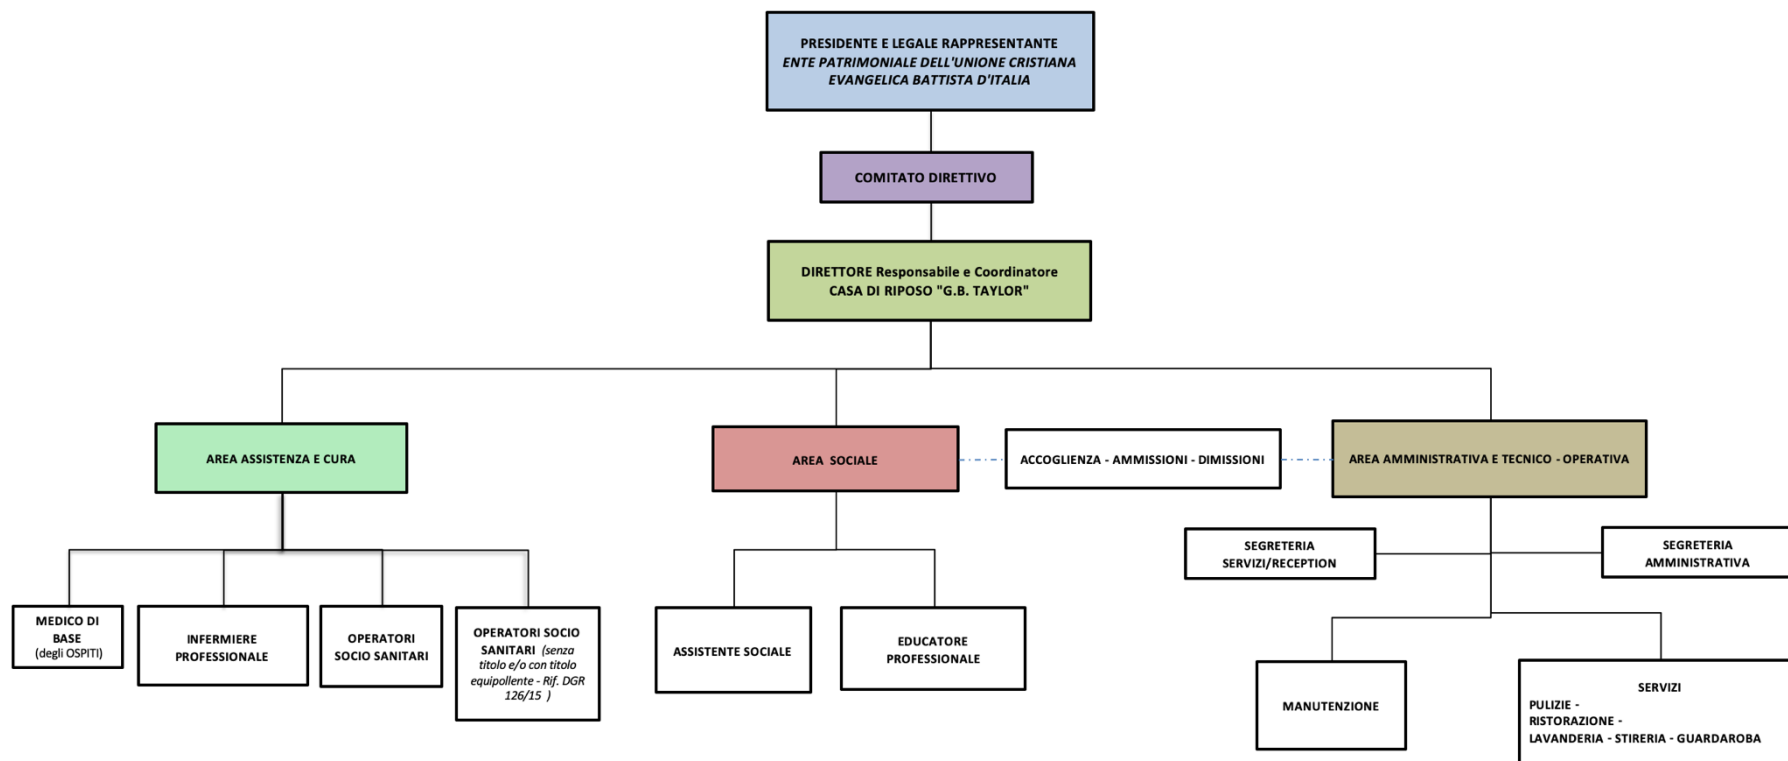 PRESIDENTE E LEGALE RAPPRESENTANTE
ENTE PATRIMONIALE DELL'UNIONE CRISTIANA
EVANGELICA BATTISTA D'ITALIA
COMITATO DIRETTIVO
DIRETTORE Responsabile e Coordinatore
CASA DI RIPOSO "G.B. TAYLOR"
AREA ASSISTENZA E CURA
AREA SOCIALE
ACCOGLIENZA - AMMISSIONI - DIMISSIONI
AREA AMMINISTRATIVA E TECNICO - OPERATIVA
SEGRETERIA
SERVIZI/RECEPTION
SEGRETERIA
AMMINISTRATIVA
MEDICO DI
BASE
(degli OSPITI)
INFERMIERE
PROFESSIONALE
OPERATORI
SOCIO SANITARI
OPERATORI SOCIO
SANITARI (senza
titolo e/o con titolo
equipollente - Rif. DGR
126/15 )
ASSISTENTE SOCIALE
EDUCATORE
PROFESSIONALE
MANUTENZIONE
SERVIZI
PULIZIE -
RISTORAZIONE -
LAVANDERIA - STIRERIA - GUARDAROBA